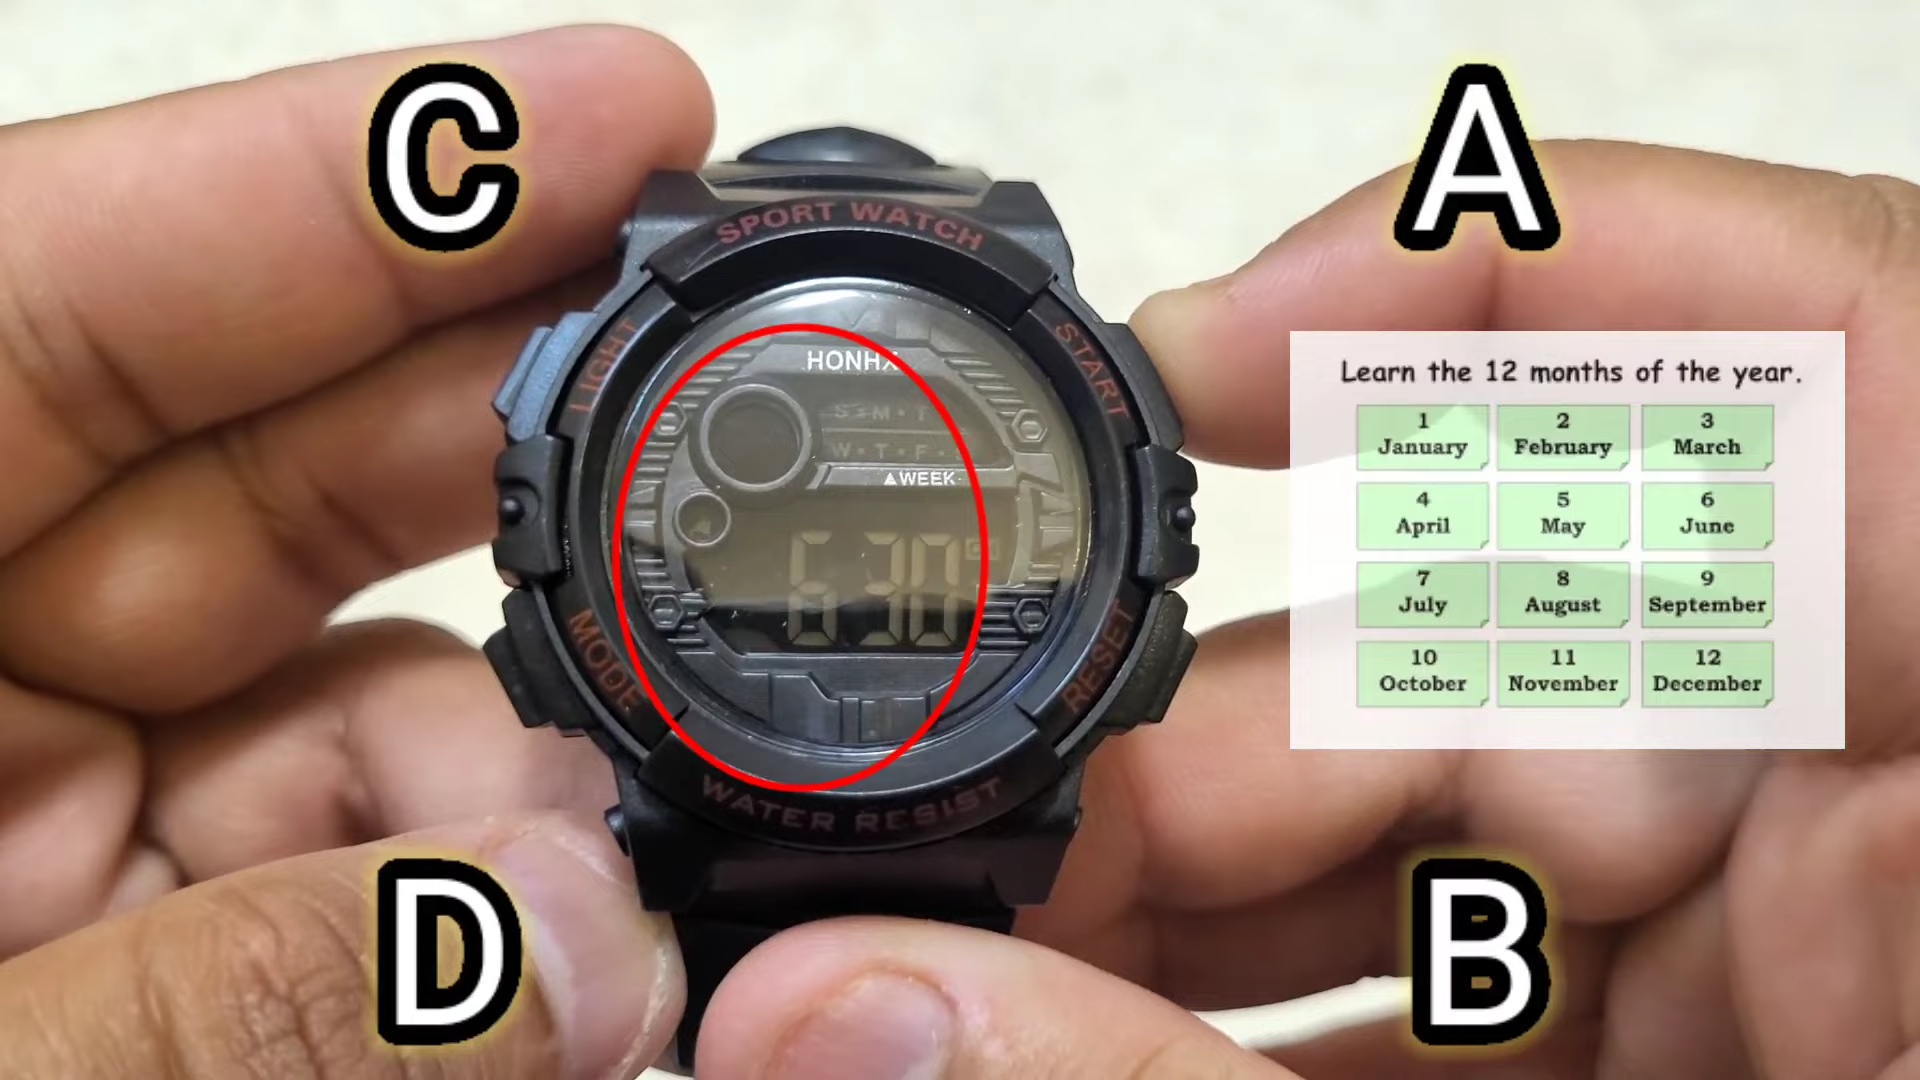 C
A
SPORT WATCH
LIGHT
START
HONHX
S M T
W T F
▲WEEK
6 30
MODE
RESET
WATER RESIST
Learn the 12 months of the year.
1
January
2
February
3
March
4
April
5
May
6
June
7
July
8
August
9
September
10
October
11
November
12
December
D
B